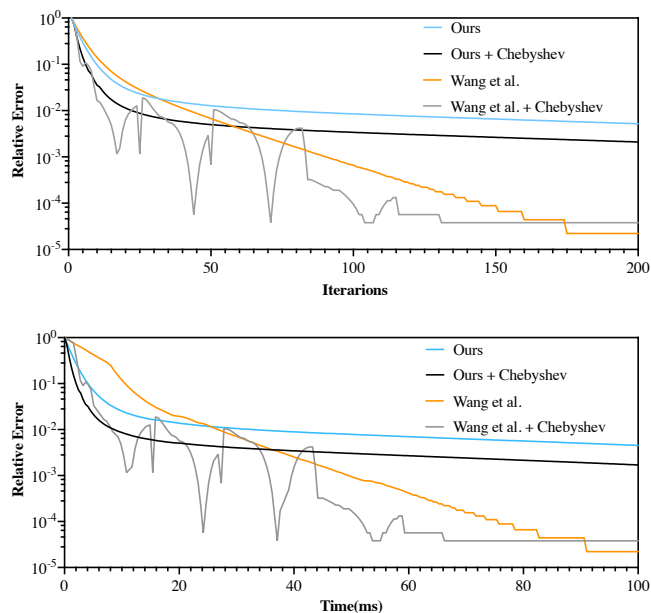 10^0
10^-1
10^-2
10^-3
10^-4
10^-5
Relative Error
Ours
Ours + Chebyshev
Wang et al.
Wang et al. + Chebyshev
0 50 100 150 200
Iterarions
10^0
10^-1
10^-2
10^-3
10^-4
10^-5
Relative Error
Ours
Ours + Chebyshev
Wang et al.
Wang et al. + Chebyshev
0 20 40 60 80 100
Time(ms)